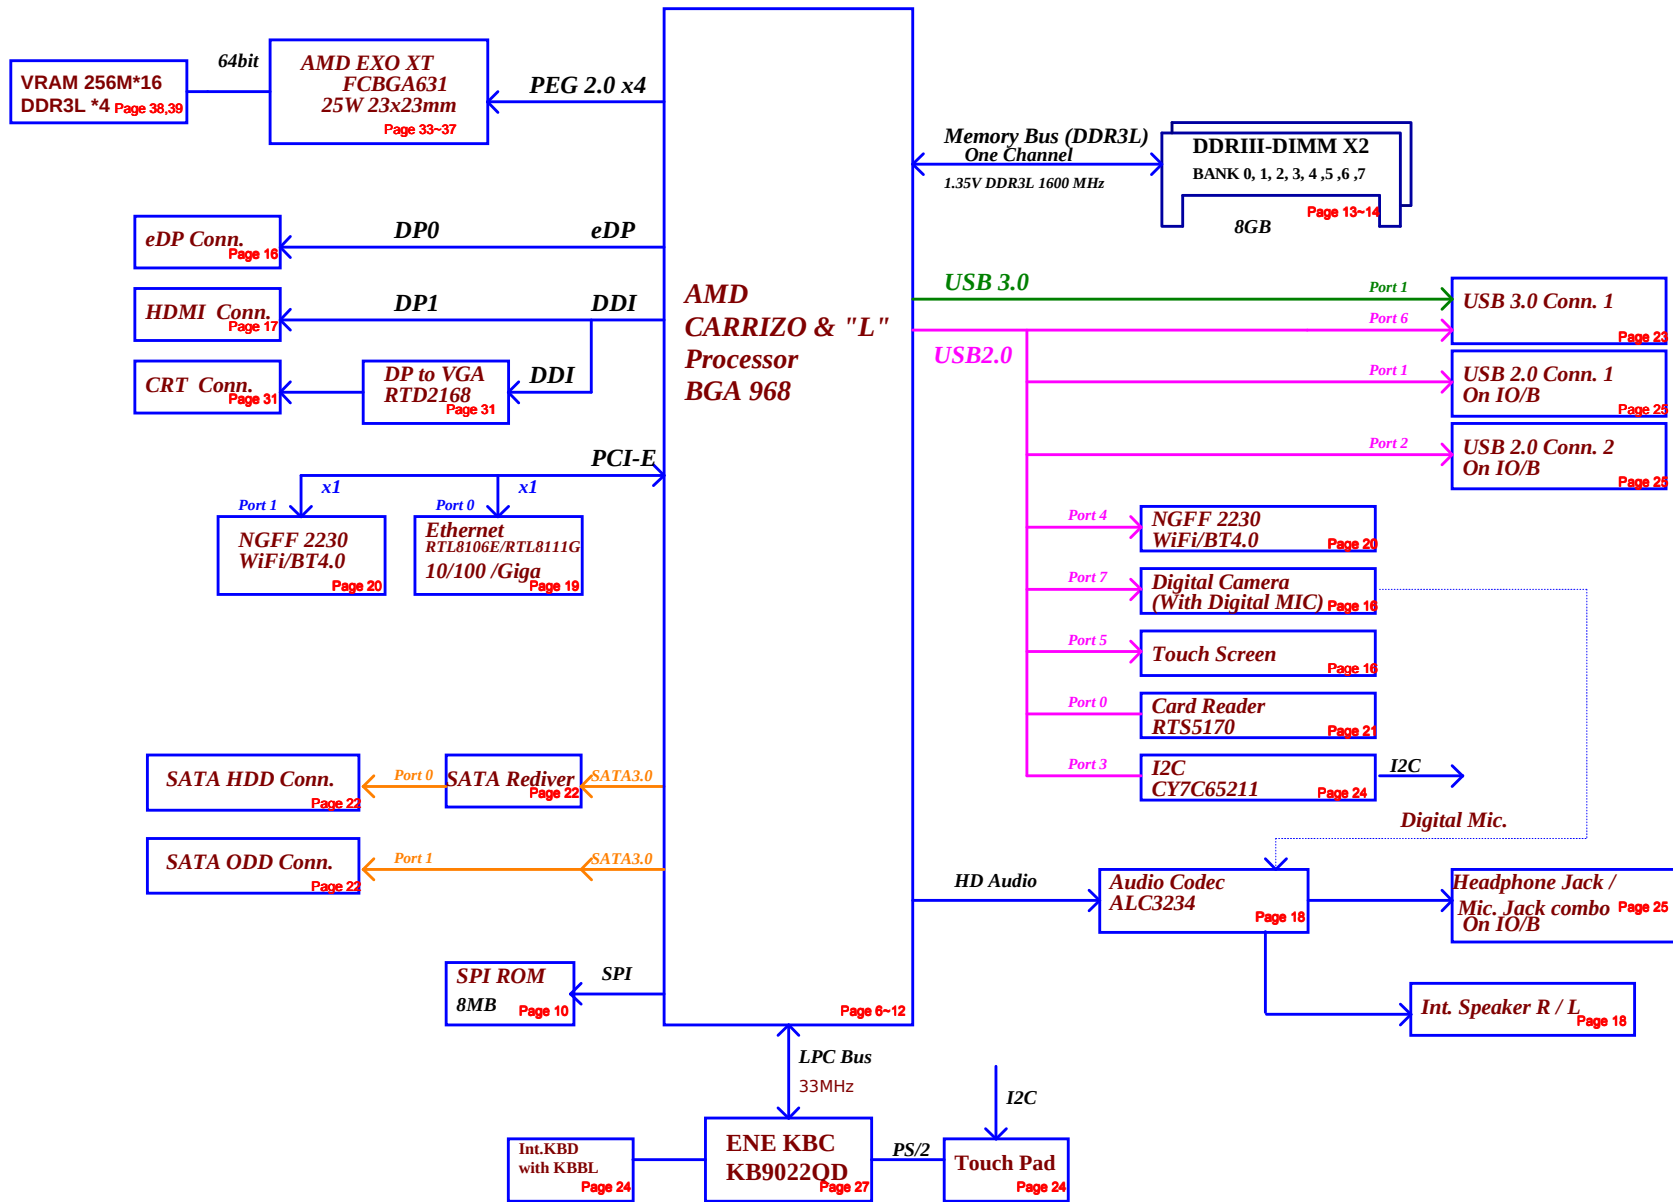 64bit
VRAM 256M*16
DDR3L *4 Page 38,39
AMD EXO XT
FCBGA631
25W 23x23mm
Page 33~37
PEG 2.0 x4
Memory Bus (DDR3L)
One Channel
1.35V DDR3L 1600 MHz
DDRIII-DIMM X2
BANK 0, 1, 2, 3, 4 ,5 ,6 ,7
Page 13~14
8GB
eDP Conn.
Page 16
DP0
eDP
HDMI  Conn.
Page 17
DP1
DDI
CRT  Conn.
Page 31
DP to VGA
RTD2168
Page 31
DDI
AMD
CARRIZO & "L"
Processor
BGA 968
Page 6~12
USB 3.0
Port 1
USB 3.0 Conn. 1
Page 23
Port 6
USB2.0
Port 1
USB 2.0 Conn. 1
On IO/B
Page 25
Port 2
USB 2.0 Conn. 2
On IO/B
Page 25
PCI-E
x1
x1
Port 1
Port 0
NGFF 2230
WiFi/BT4.0
Page 20
Ethernet
RTL8106E/RTL8111G
10/100 /Giga
Page 19
Port 4
NGFF 2230
WiFi/BT4.0
Page 20
Port 7
Digital Camera
(With Digital MIC)
Page 16
Port 5
Touch Screen
Page 16
Port 0
Card Reader
RTS5170
Page 21
Port 3
I2C
CY7C65211
Page 24
I2C
Digital Mic.
SATA HDD Conn.
Page 22
Port 0
SATA Rediver
Page 22
SATA3.0
SATA ODD Conn.
Page 22
Port 1
SATA3.0
HD Audio
Audio Codec
ALC3234
Page 18
Headphone Jack /
Mic. Jack combo
On IO/B
Page 25
Int. Speaker R / L
Page 18
SPI ROM
8MB
Page 10
SPI
LPC Bus
33MHz
I2C
Int.KBD
with KBBL
Page 24
ENE KBC
KB9022QD
Page 27
PS/2
Touch Pad
Page 24